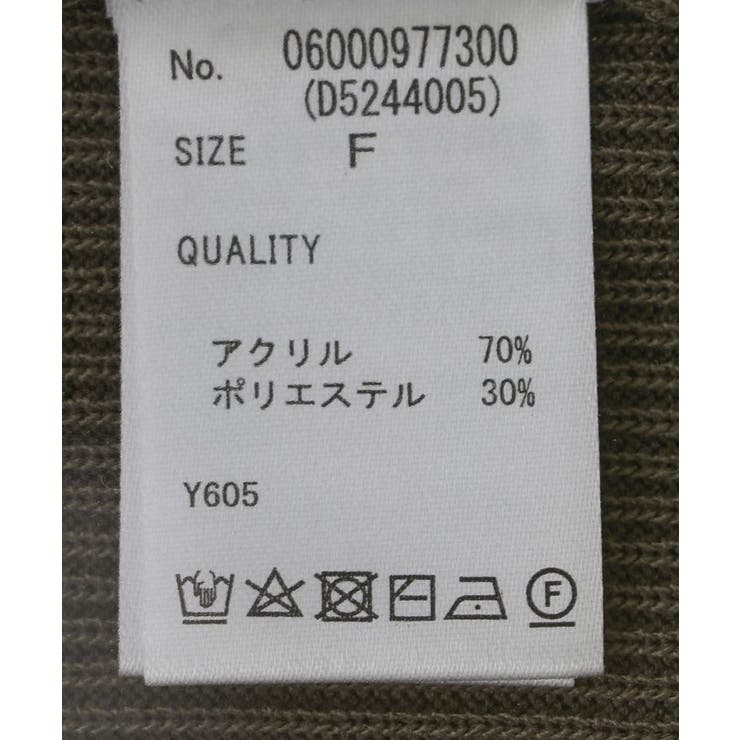 No. 06000977300
(D5244005)
SIZE F
QUALITY
アクリル 70%
ポリエステル 30%
Y605
F